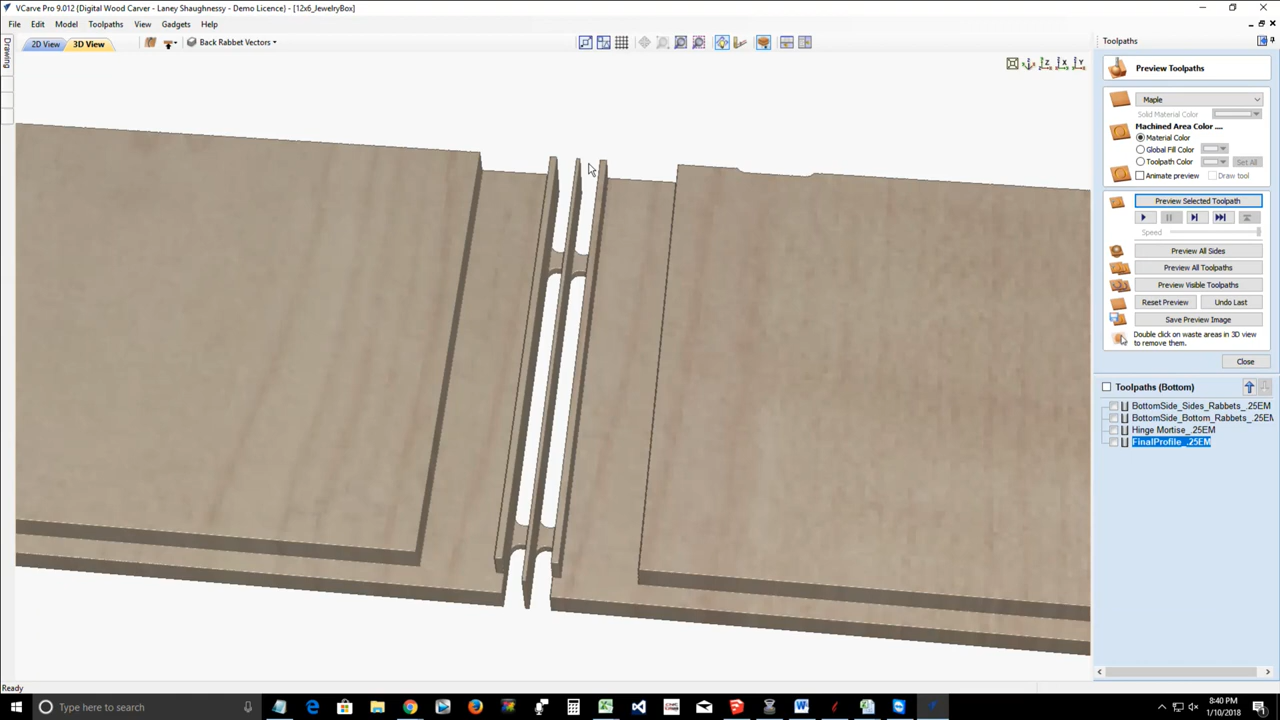 VCarve Pro 9.012 {Digital Wood Carver - Laney Shaughnessy - Demo Licence} - [12x6_JewelryBox]
File Edit Model Toolpaths View Gadgets Help
2D View 3D View Back Rabbet Vectors
Drawing
Toolpaths
Preview Toolpaths
Maple
Solid Material Color
Machined Area Color ....
Material Color
Global Fill Color
Toolpath Color Set All
Animate preview Draw tool
Preview Selected Toolpath
Speed
Preview All Sides
Preview All Toolpaths
Preview Visible Toolpaths
Reset Preview Undo Last
Save Preview Image
Double click on waste areas in 3D view
to remove them.
Close
Toolpaths (Bottom)
BottomSide_Sides_Rabbets_.25EM
BottomSide_Bottom_Rabbets_.25EM
Hinge Mortise_.25EM
FinalProfile_.25EM
Z X Y
Ready
Type here to search
8:40 PM
1/10/2018